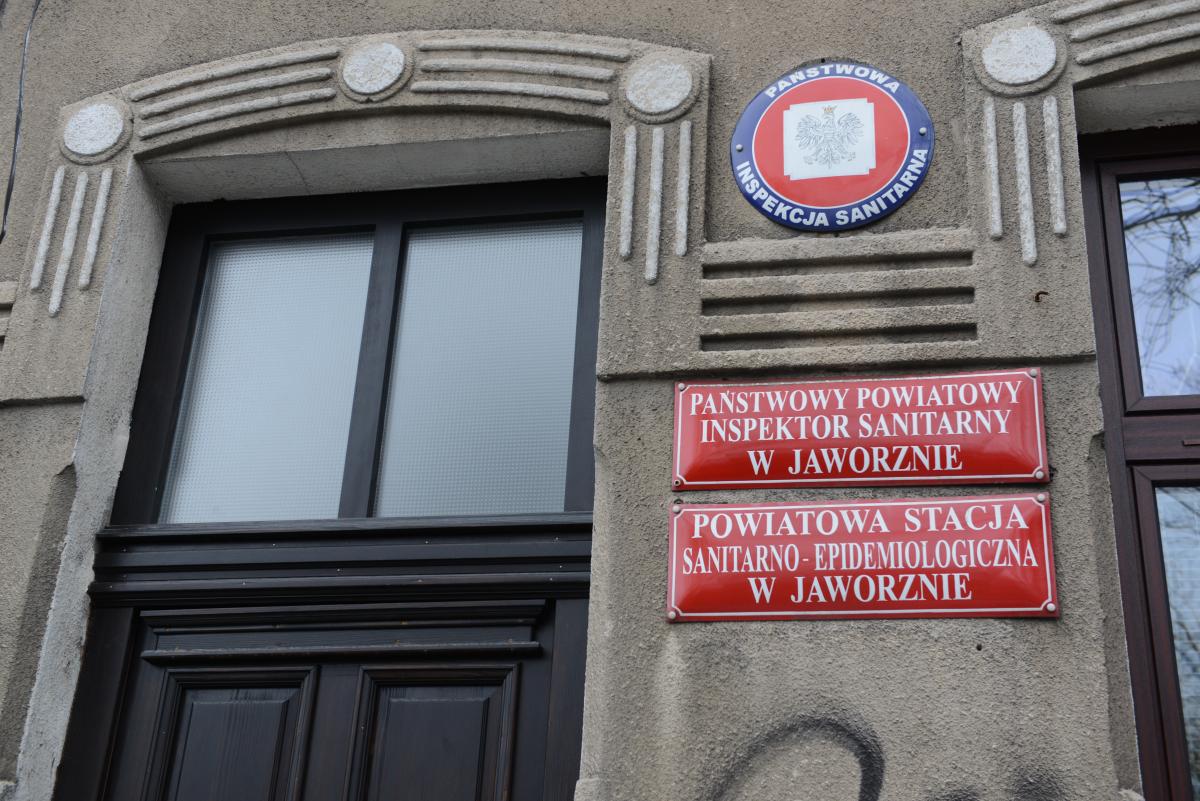 PAŃSTWOWA
INSPEKCJA SANITARNA
PAŃSTWOWY POWIATOWY
INSPEKTOR SANITARNY
W JAWORZNIE
POWIATOWA STACJA
SANITARNO - EPIDEMIOLOGICZNA
W JAWORZNIE